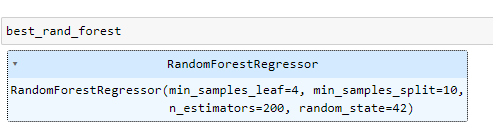 best_rand_forest
RandomForestRegressor
RandomForestRegressor(min_samples_leaf=4, min_samples_split=10,
n_estimators=200, random_state=42)